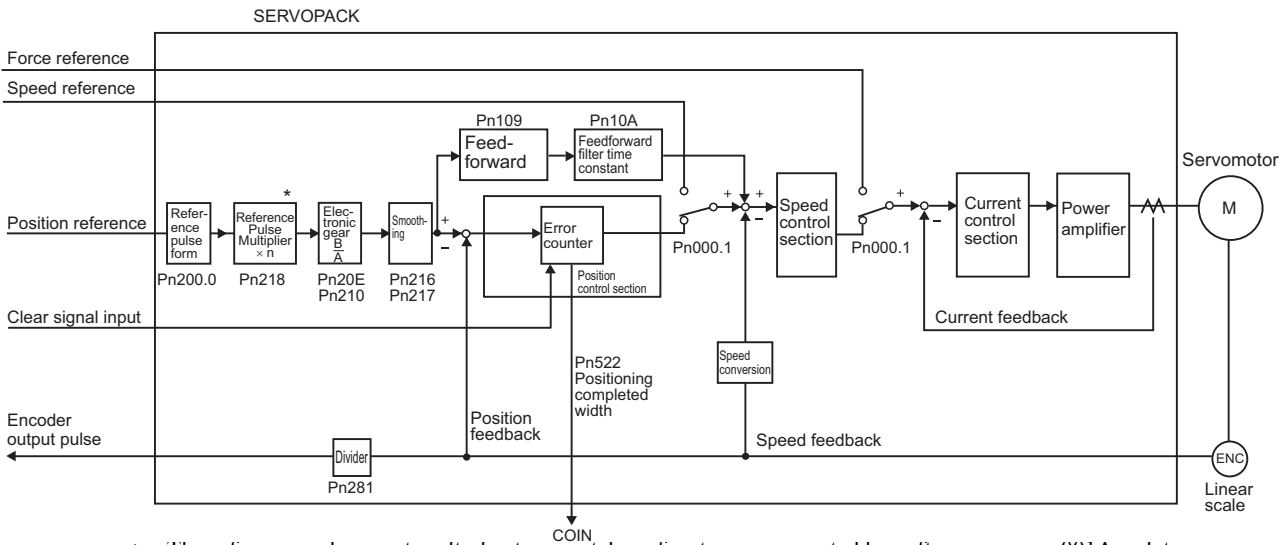 SERVOPACK
Force reference
Speed reference
Pn109
Feed-
forward
Pn10A
Feedforward
filter time
constant
Servomotor
M
Position reference
Refer-
ence
pulse
form
Pn200.0
*
Reference
Pulse
Multiplier
× n
Pn218
Elec-
tronic
gear
B
A
Pn20E
Pn210
Smooth-
ing
Pn216
Pn217
+
−
Error
counter
Position
control section
Pn000.1
+
+
−
Speed
control
section
Pn000.1
+
−
Current
control
section
Power
amplifier
Clear signal input
Current feedback
Speed
conversion
Pn522
Positioning
completed
width
Encoder
output pulse
Position
feedback
Speed feedback
Divider
Pn281
ENC
Linear
scale
COIN